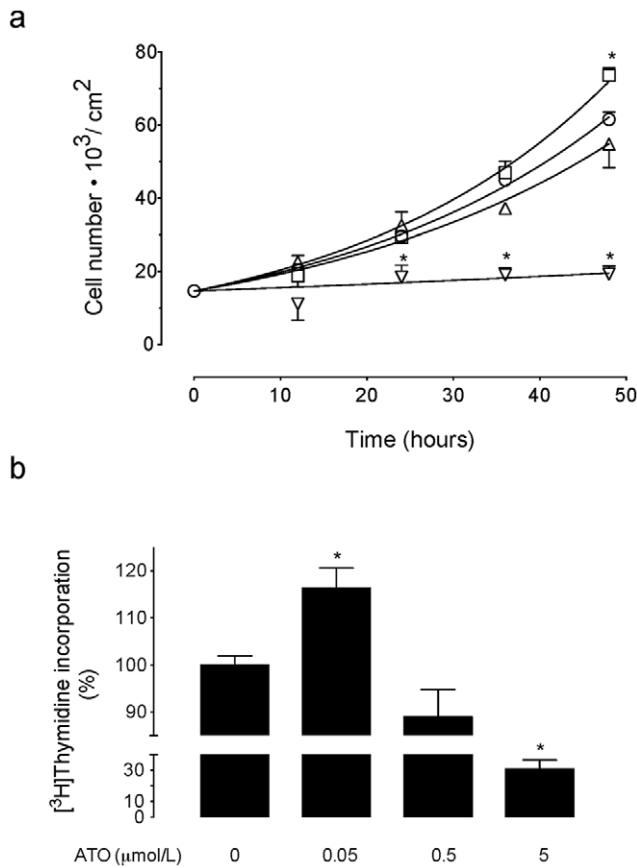 a
80
60
40
20
0
Cell number • 10³/ cm²
*
* * *
0 10 20 30 40 50
Time (hours)
b
120
110
100
90
30
0
[³H]Thymidine incorporation
(%)
*
*
ATO (μmol/L) 0 0.05 0.5 5